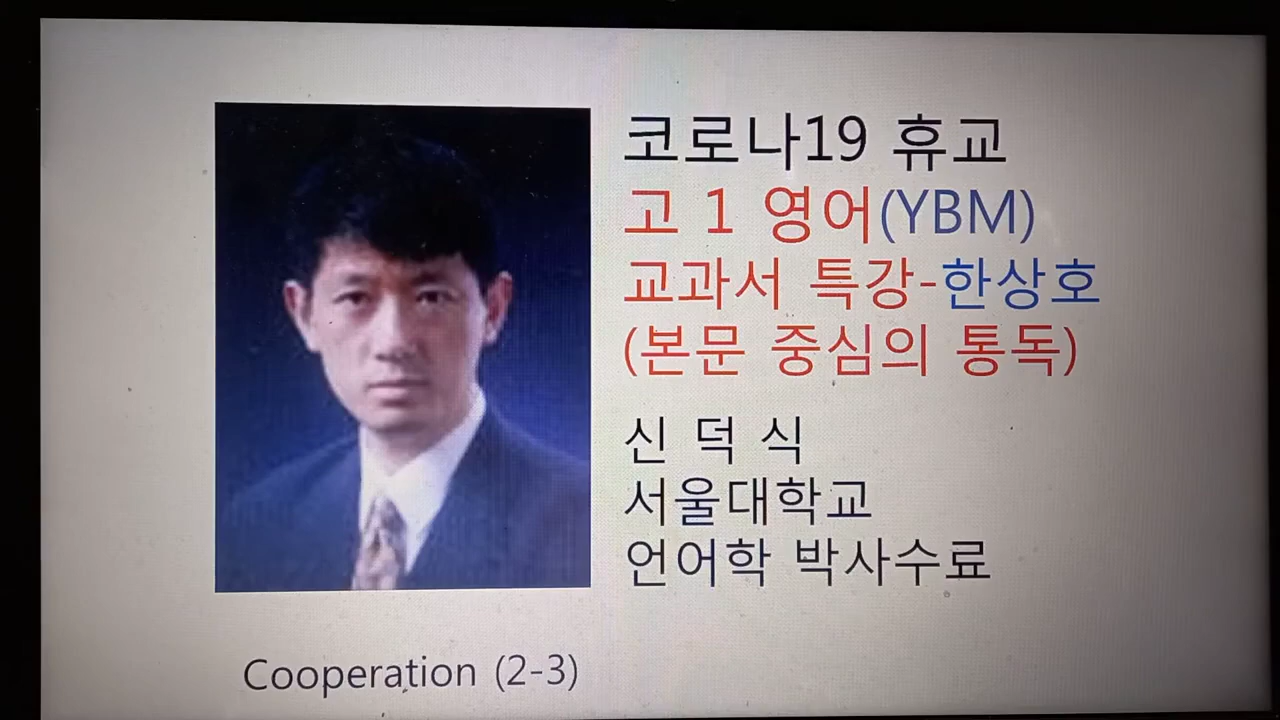 코로나19 휴교
고 1 영어(YBM)
교과서 특강-한상호
(본문 중심의 통독)
신 덕 식
서울대학교
언어학 박사수료
Cooperation (2-3)